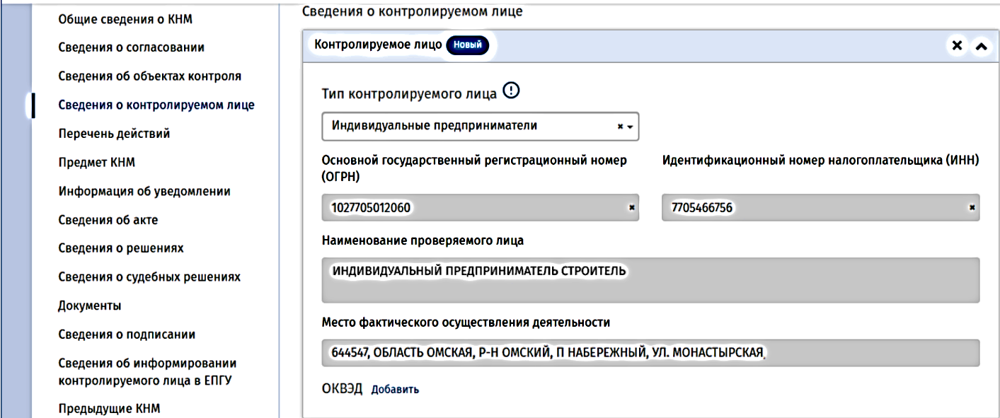 Общие сведения о КНМ
Сведения о согласовании
Сведения об объектах контроля
Сведения о контролируемом лице
Перечень действий
Предмет КНМ
Информация об уведомлении
Сведения об акте
Сведения о решениях
Сведения о судебных решениях
Документы
Сведения о подписании
Сведения об информировании
контролируемого лица в ЕПГУ
Предыдущие КНМ
Сведения о контролируемом лице
Контролируемое лицо Новый
Тип контролируемого лица
Индивидуальные предприниматели
Основной государственный регистрационный номер
(ОГРН)
1027705012060
Идентификационный номер налогоплательщика (ИНН)
7705466756
Наименование проверяемого лица
ИНДИВИДУАЛЬНЫЙ ПРЕДПРИНИМАТЕЛЬ СТРОИТЕЛЬ
Место фактического осуществления деятельности
644547, ОБЛАСТЬ ОМСКАЯ, Р-Н ОМСКИЙ, П НАБЕРЕЖНЫЙ, УЛ. МОНАСТЫРСКАЯ
ОКВЭД Добавить